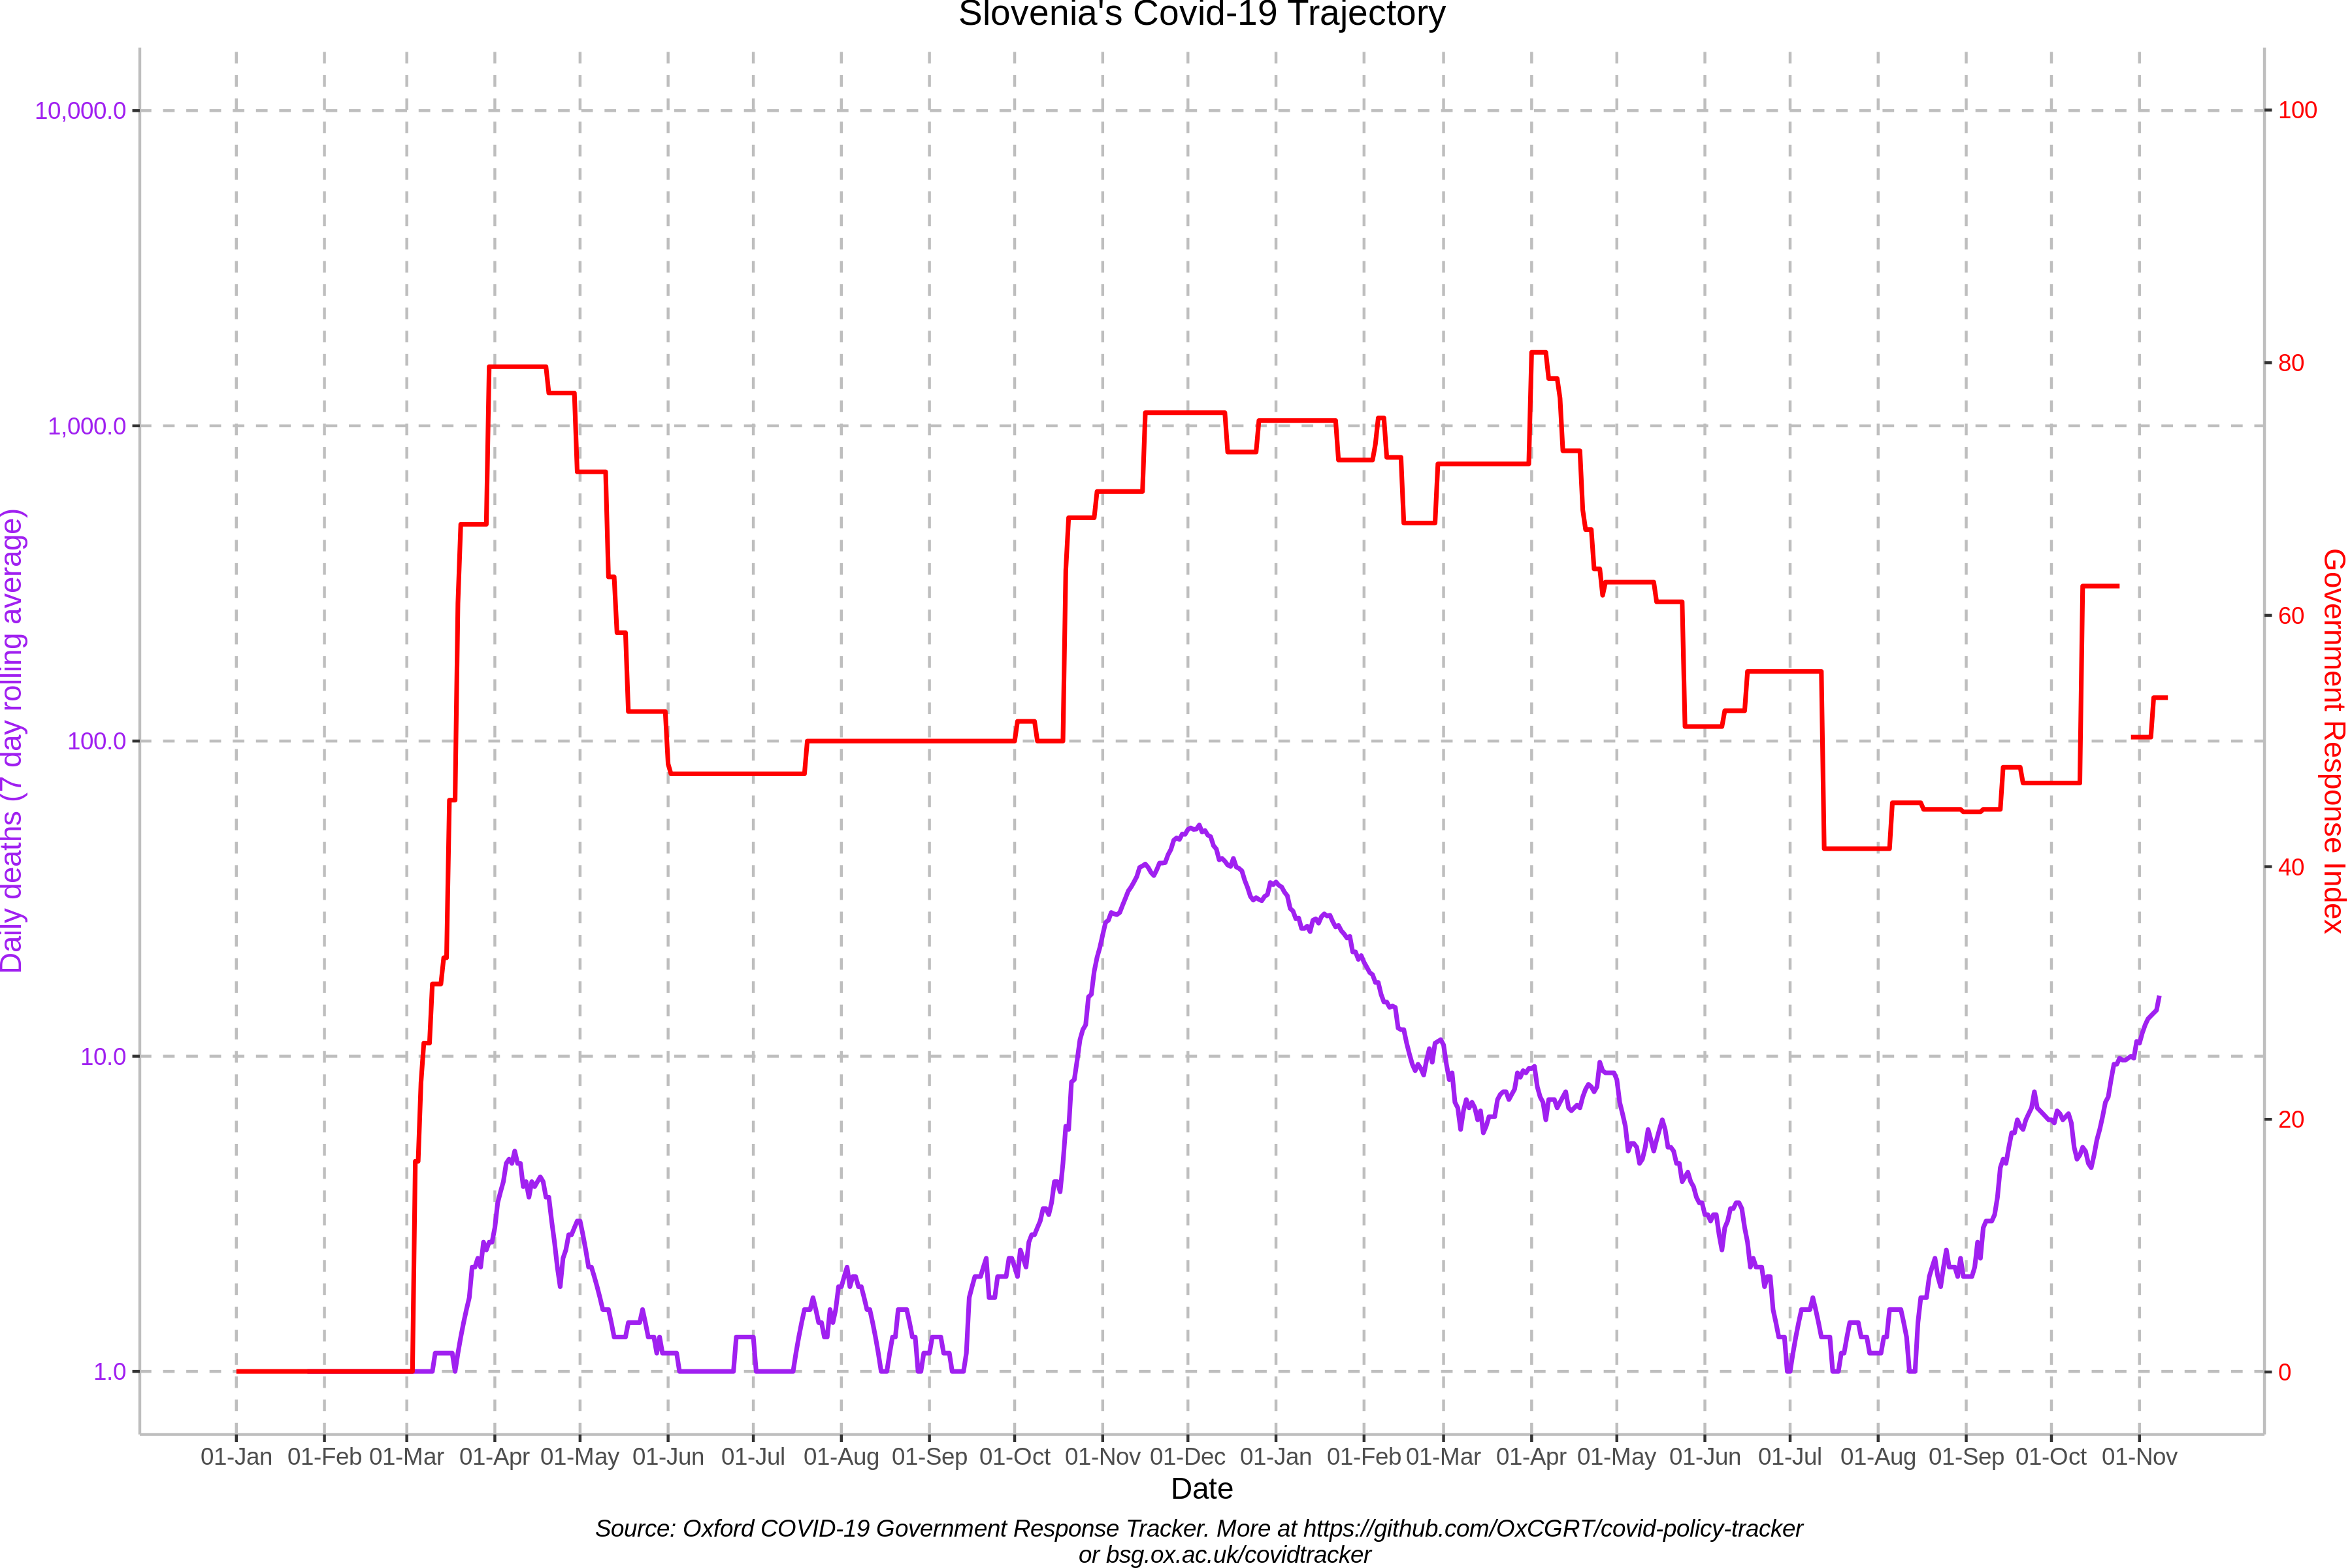 Slovenia's Covid-19 Trajectory
Daily deaths (7 day rolling average)
10,000.0
1,000.0
100.0
10.0
1.0
100
80
60
40
20
0
Government Response Index
01-Jan 01-Feb 01-Mar 01-Apr 01-May 01-Jun 01-Jul 01-Aug 01-Sep 01-Oct 01-Nov 01-Dec 01-Jan 01-Feb 01-Mar 01-Apr 01-May 01-Jun 01-Jul 01-Aug 01-Sep 01-Oct 01-Nov
Date
Source: Oxford COVID-19 Government Response Tracker. More at https://github.com/OxCGRT/covid-policy-tracker
or bsg.ox.ac.uk/covidtracker